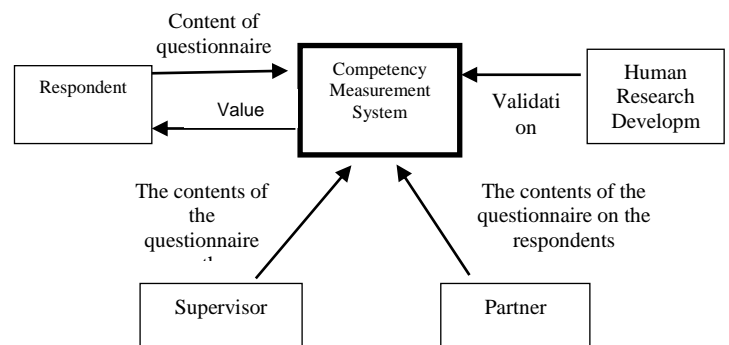 Content of
questionnaire
Respondent
Value
Competency
Measurement
System
Validati
on
Human
Research
Developm
The contents of
the
questionnaire
The contents of the
questionnaire on the
respondents
Supervisor
Partner